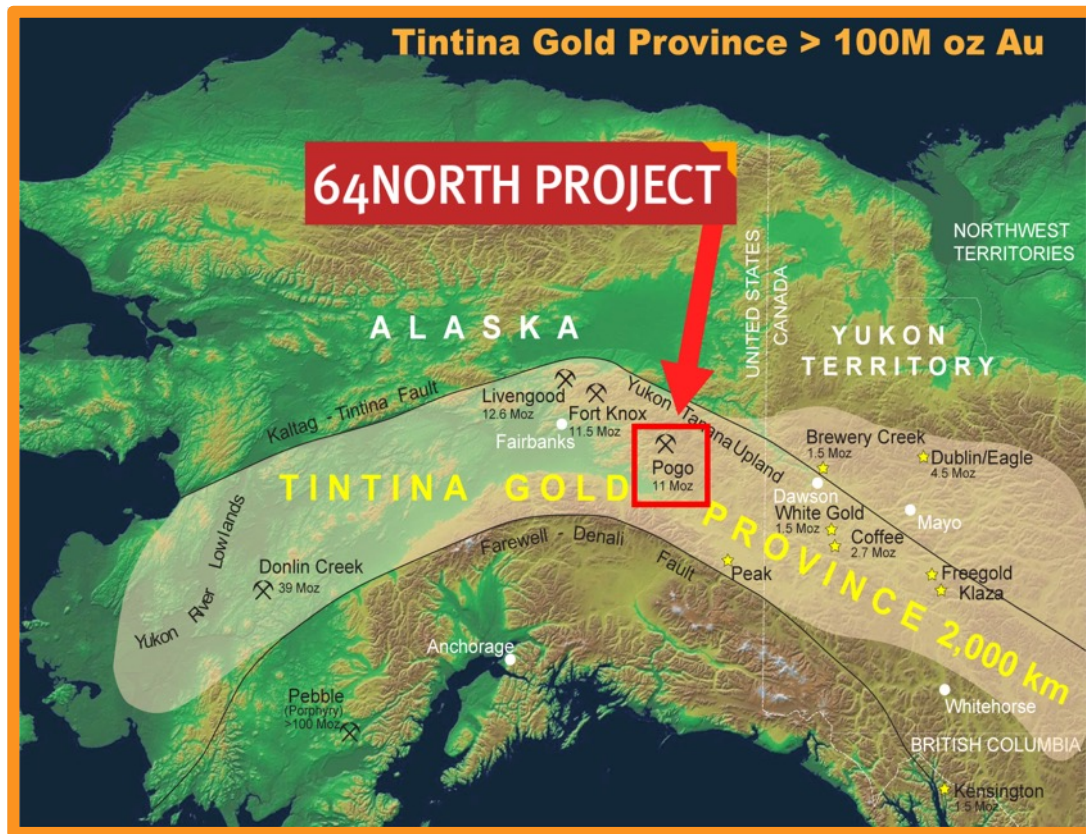 Tintina Gold Province > 100M oz Au
64NORTH PROJECT
NORTHWEST
TERRITORIES
UNITED STATES
CANADA
ALASKA
YUKON
TERRITORY
Kaltag - Tintina Fault
Livengood
12.6 Moz
Fort Knox
11.5 Moz
Fairbanks
Yukon - Tanana Upland
Pogo
11 Moz
Brewery Creek
1.5 Moz
Dublin/Eagle
4.5 Moz
Dawson
White Gold
1.5 Moz
Mayo
Coffee
2.7 Moz
TINTINA GOLD PROVINCE 2,000 km
Yukon River Lowlands
Donlin Creek
39 Moz
Farewell - Denali Fault
Peak
Freegold
Klaza
Anchorage
Pebble
(Porphyry)
>100 Moz
Whitehorse
BRITISH COLUMBIA
Kensington
1.5 Moz